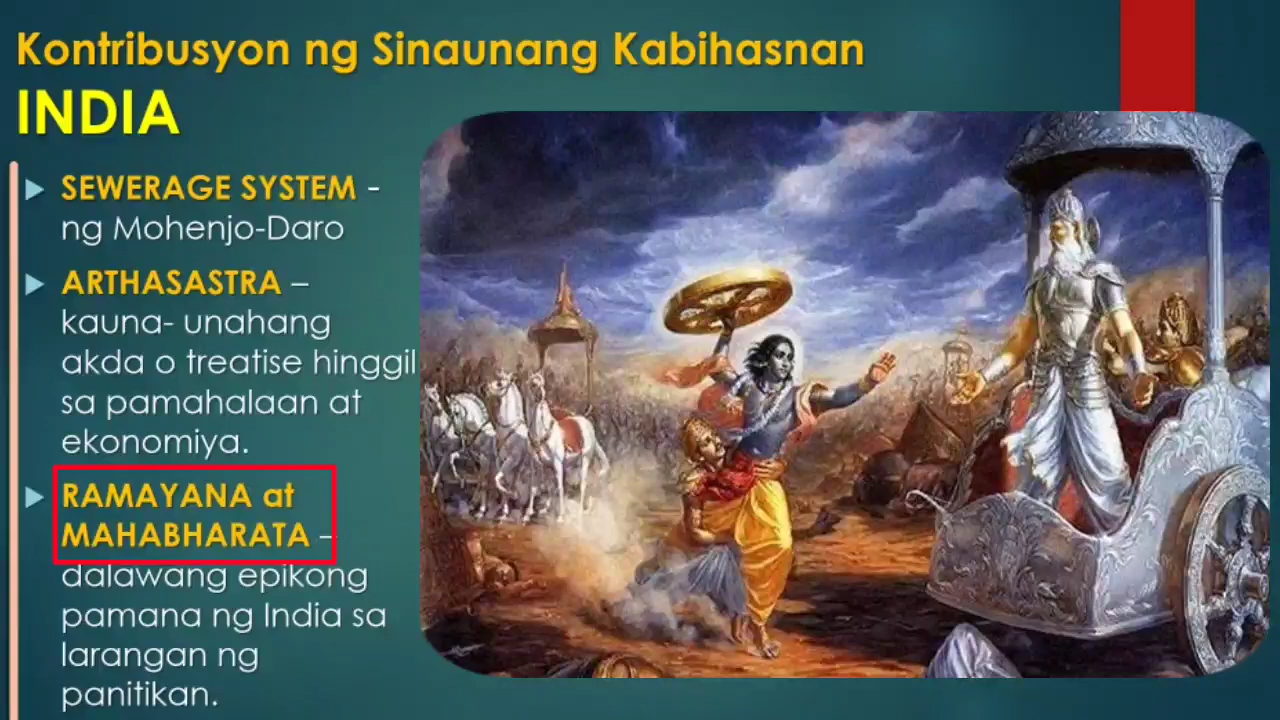 Kontribusyon ng Sinaunang Kabihasnan
INDIA
SEWERAGE SYSTEM -
ng Mohenjo-Daro
ARTHASASTRA –
kauna- unahang
akda o treatise hinggil
sa pamahalaan at
ekonomiya.
RAMAYANA at
MAHABHARATA –
dalawang epikong
pamana ng India sa
larangan ng
panitikan.